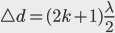 △d = (2k+1) λ/2